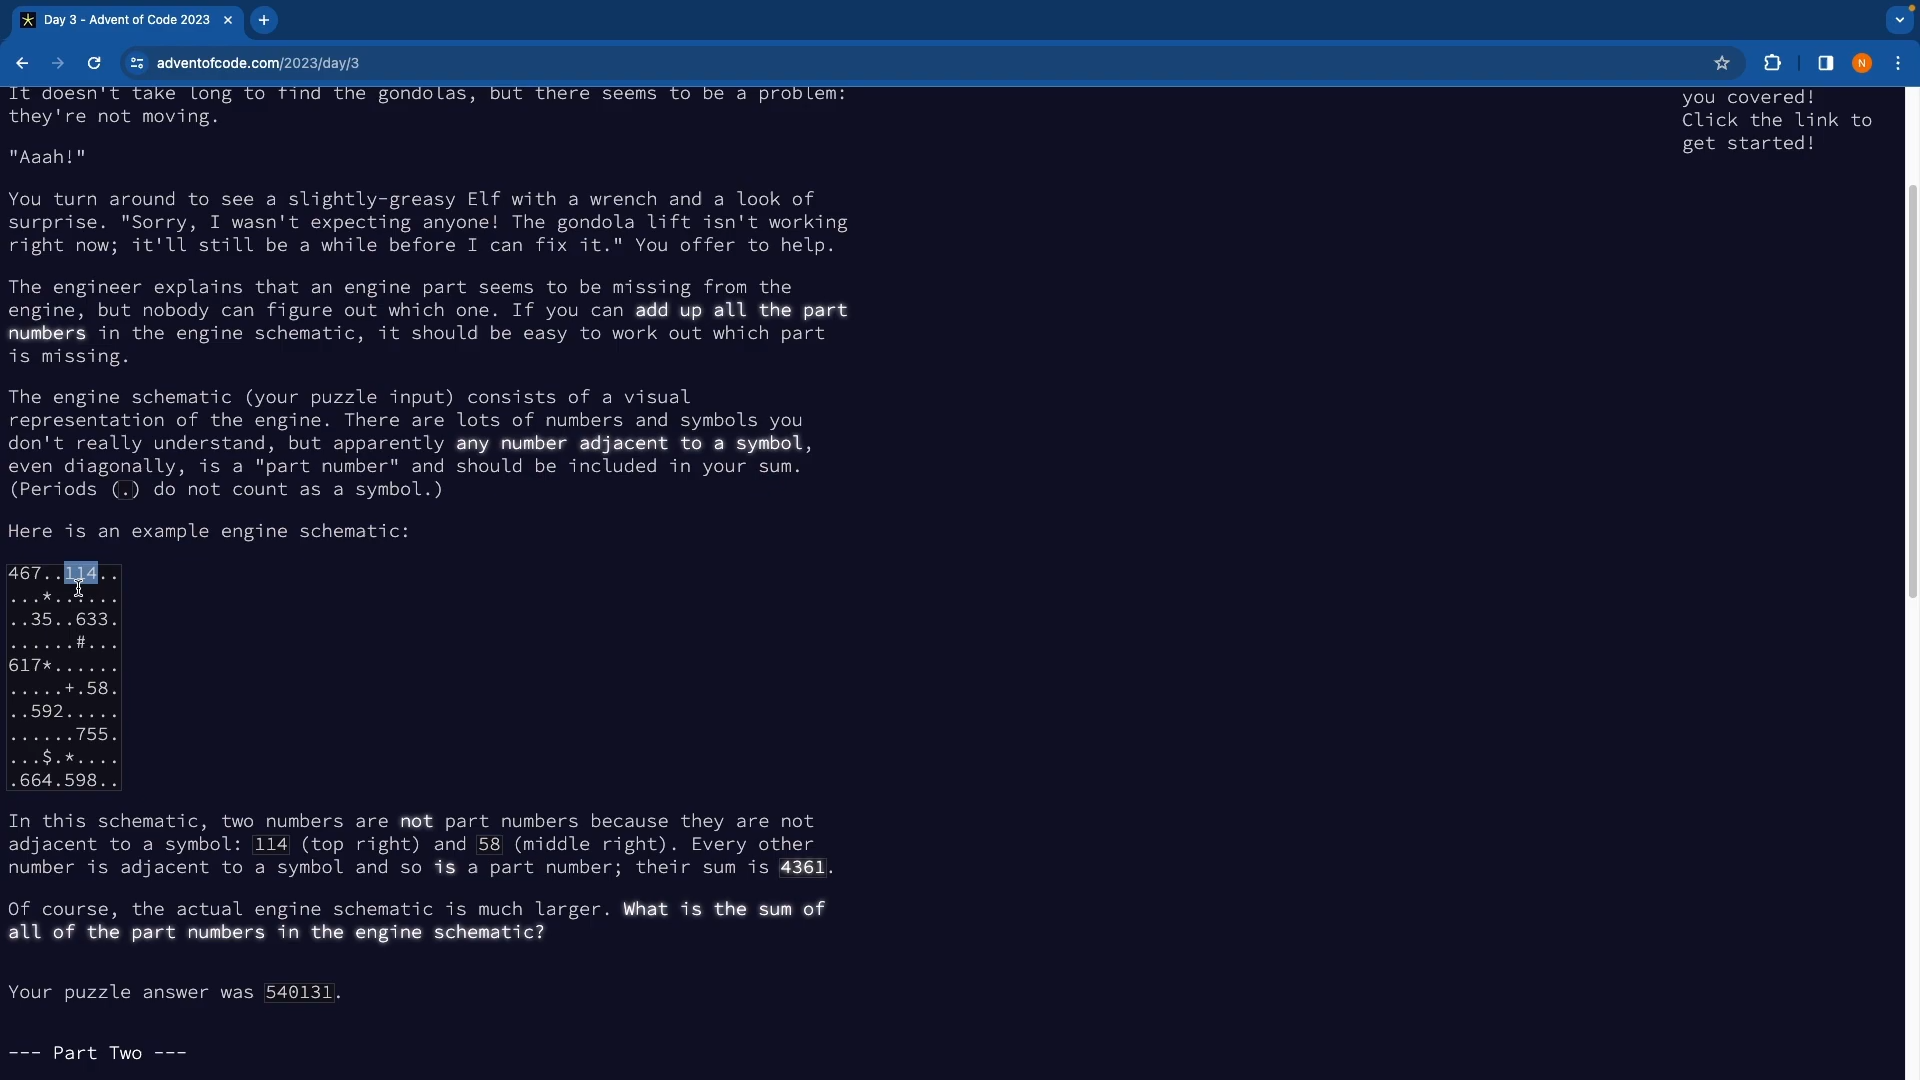 Day 3 - Advent of Code 2023
adventofcode.com/2023/day/3
N
It doesn't take long to find the gondolas, but there seems to be a problem:
they're not moving.
"Aaah!"
You turn around to see a slightly-greasy Elf with a wrench and a look of
surprise. "Sorry, I wasn't expecting anyone! The gondola lift isn't working
right now; it'll still be a while before I can fix it." You offer to help.
The engineer explains that an engine part seems to be missing from the
engine, but nobody can figure out which one. If you can add up all the part
numbers in the engine schematic, it should be easy to work out which part
is missing.
The engine schematic (your puzzle input) consists of a visual
representation of the engine. There are lots of numbers and symbols you
don't really understand, but apparently any number adjacent to a symbol,
even diagonally, is a "part number" and should be included in your sum.
(Periods (.) do not count as a symbol.)
Here is an example engine schematic:
467..114..
...*......
..35..633.
......#...
617*......
.....+.58.
..592.....
......755.
...$.*....
.664.598..
In this schematic, two numbers are not part numbers because they are not
adjacent to a symbol: 114 (top right) and 58 (middle right). Every other
number is adjacent to a symbol and so is a part number; their sum is 4361.
Of course, the actual engine schematic is much larger. What is the sum of
all of the part numbers in the engine schematic?
Your puzzle answer was 540131.
--- Part Two ---
you covered!
Click the link to
get started!